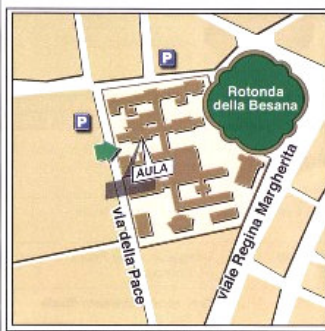 P
Rotonda
della Besana
P
AULA
via della Pace
viale Regina Margherita